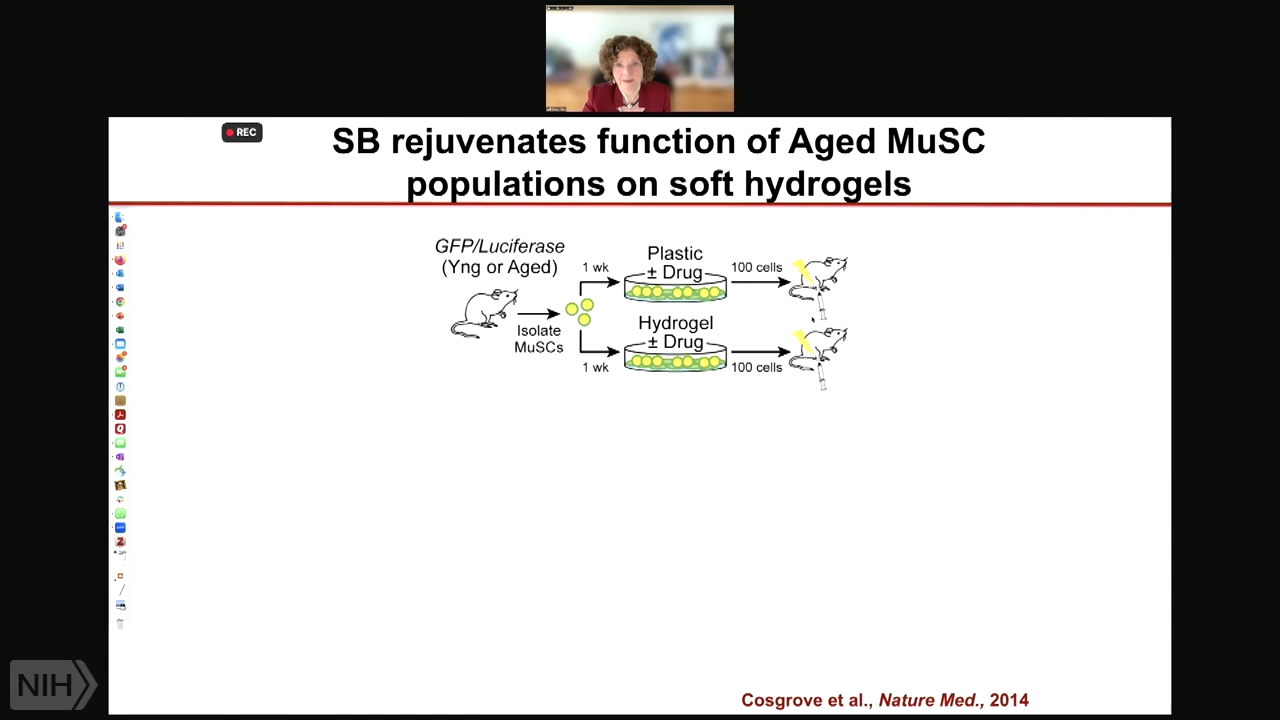 REC
SB rejuvenates function of Aged MuSC
populations on soft hydrogels
GFP/Luciferase
(Yng or Aged)
Isolate
MuSCs
1 wk
Plastic
± Drug
100 cells
Hydrogel
± Drug
1 wk
100 cells
NIH
Cosgrove et al., Nature Med., 2014